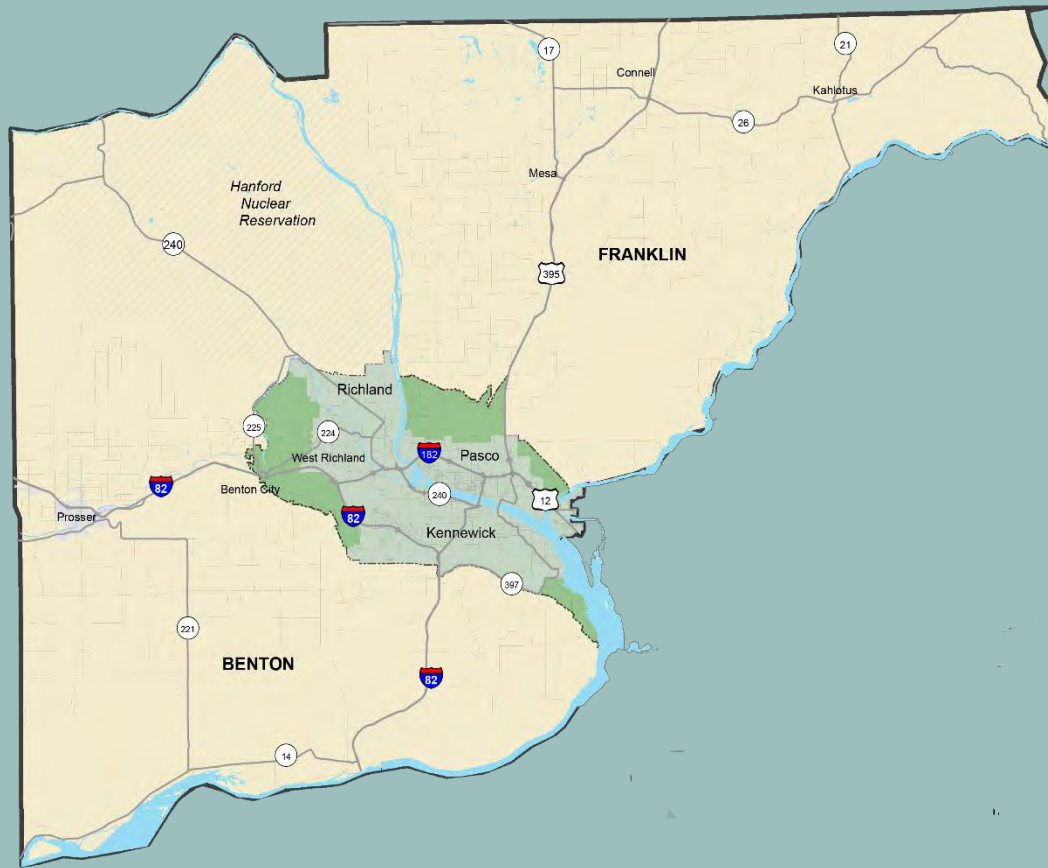 17
21
Connell
Kahlotus
26
Mesa
Hanford
Nuclear
Reservation
240
FRANKLIN
395
Richland
225
224
182
Pasco
West Richland
82
Benton City
240
12
Prosser
82
Kennewick
397
221
BENTON
82
14